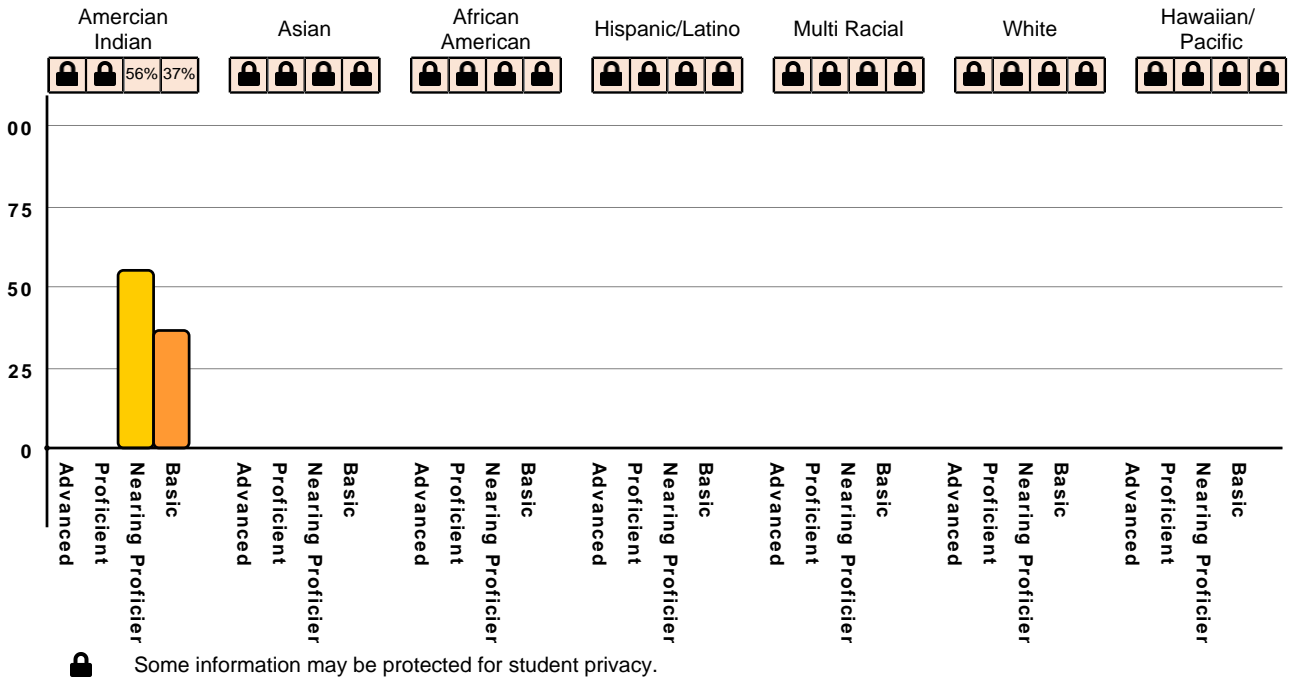 Amercian
Indian
Asian
African
American
Hispanic/Latino
Multi Racial
White
Hawaiian/
Pacific
56% 37%
00
75
50
25
0
Advanced
Proficient
Nearing Proficier
Basic
Advanced
Proficient
Nearing Proficier
Basic
Advanced
Proficient
Nearing Proficier
Basic
Advanced
Proficient
Nearing Proficier
Basic
Advanced
Proficient
Nearing Proficier
Basic
Advanced
Proficient
Nearing Proficier
Basic
Advanced
Proficient
Nearing Proficier
Basic
Some information may be protected for student privacy.